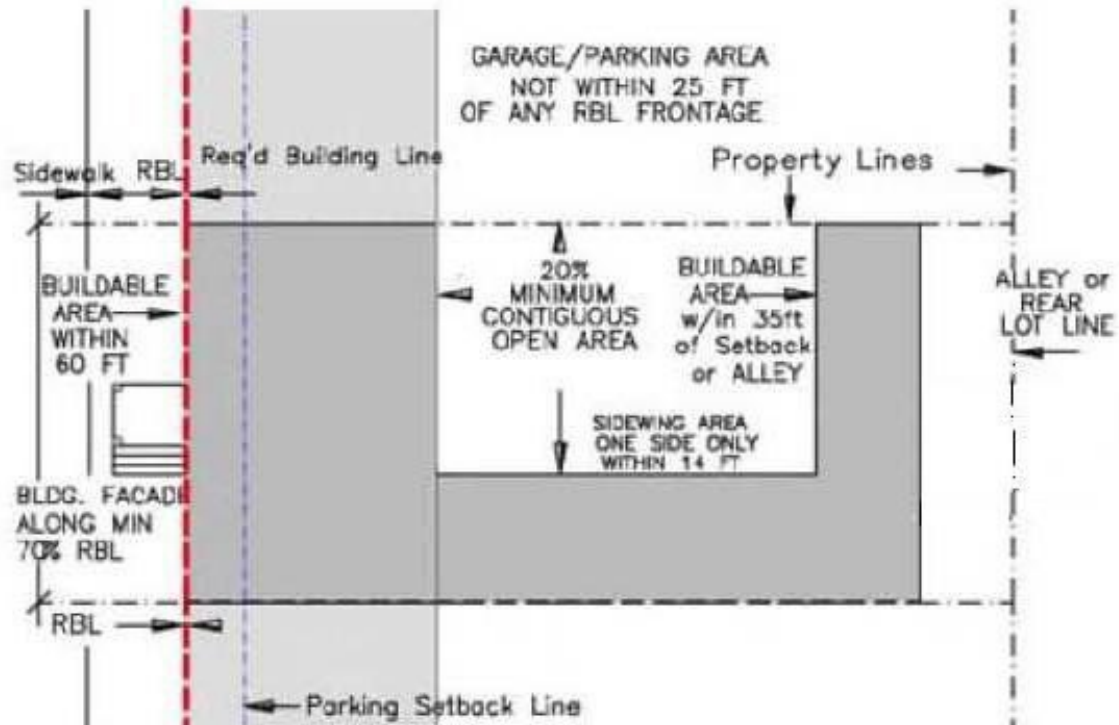 GARAGE/PARKING AREA
NOT WITHIN 25 FT
OF ANY RBL FRONTAGE
Sidewalk RBL Req'd Building Line
Property Lines
BUILDABLE
AREA
WITHIN
60 FT
20%
MINIMUM
CONTIGUOUS
OPEN AREA
BUILDABLE
AREA
w/in 35ft
of Setback
or ALLEY
ALLEY or
REAR
LOT LINE
SIDEWING AREA
ONE SIDE ONLY
WITHIN 14 FT
BLDG. FACADE
ALONG MIN
70% RBL
RBL
Parking Setback Line